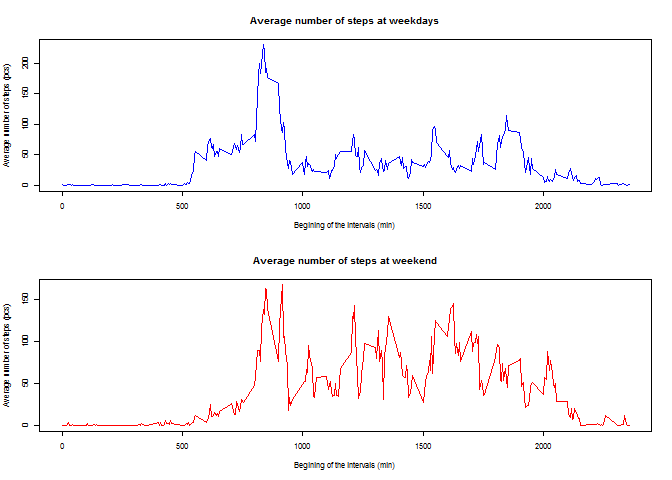 Average number of steps at weekdays
Average number of steps (pcs)
200
150
100
50
0
0 500 1000 1500 2000
Begining of the intervals (min)
Average number of steps at weekend
Average number of steps (pcs)
150
100
50
0
0 500 1000 1500 2000
Begining of the intervals (min)